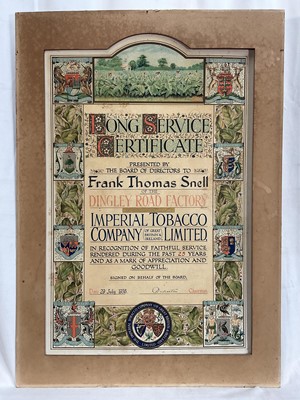 LONG SERVICE
CERTIFICATE
PRESENTED BY
THE BOARD OF DIRECTORS TO
Frank Thomas Snell
OF THE
DINGLEY ROAD FACTORY
IMPERIAL TOBACCO
COMPANY (OF GREAT BRITAIN & IRELAND) LIMITED
IN RECOGNITION OF FAITHFUL SERVICE
RENDERED DURING THE PAST 25 YEARS
AND AS A MARK OF APPRECIATION AND
GOODWILL.
SIGNED ON BEHALF OF THE BOARD,